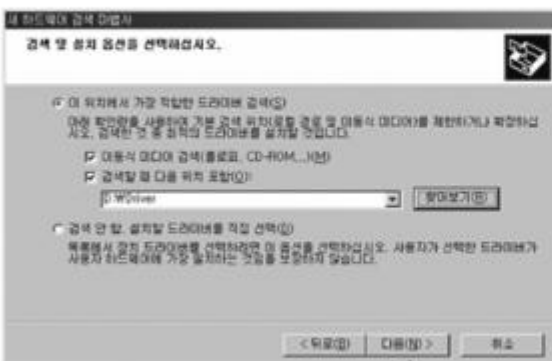 새 하드웨어 검색 마법사
검색 및 설치 옵션을 선택하십시오.
이 위치에서 가장 적합한 드라이버 검색(S)
아래 확인란을 사용하여 기본 검색 위치(로컬 경로 및 이동식 미디어)를 제한하거나 확장하십
시오. 검색한 것 중 최적의 드라이버를 설치할 것입니다.
이동식 미디어 검색(플로피, CD-ROM...)(M)
검색할 때 다음 위치 포함(O):
D:\Driver
찾아보기(R)
검색 안 함. 설치할 드라이버를 직접 선택(D)
목록에서 장치 드라이버를 선택하려면 이 옵션을 선택하십시오. 사용자가 선택한 드라이버가
사용자 하드웨어에 가장 일치하는 것임을 보장하지 않습니다.
< 뒤로(B) 다음(N) > 취소